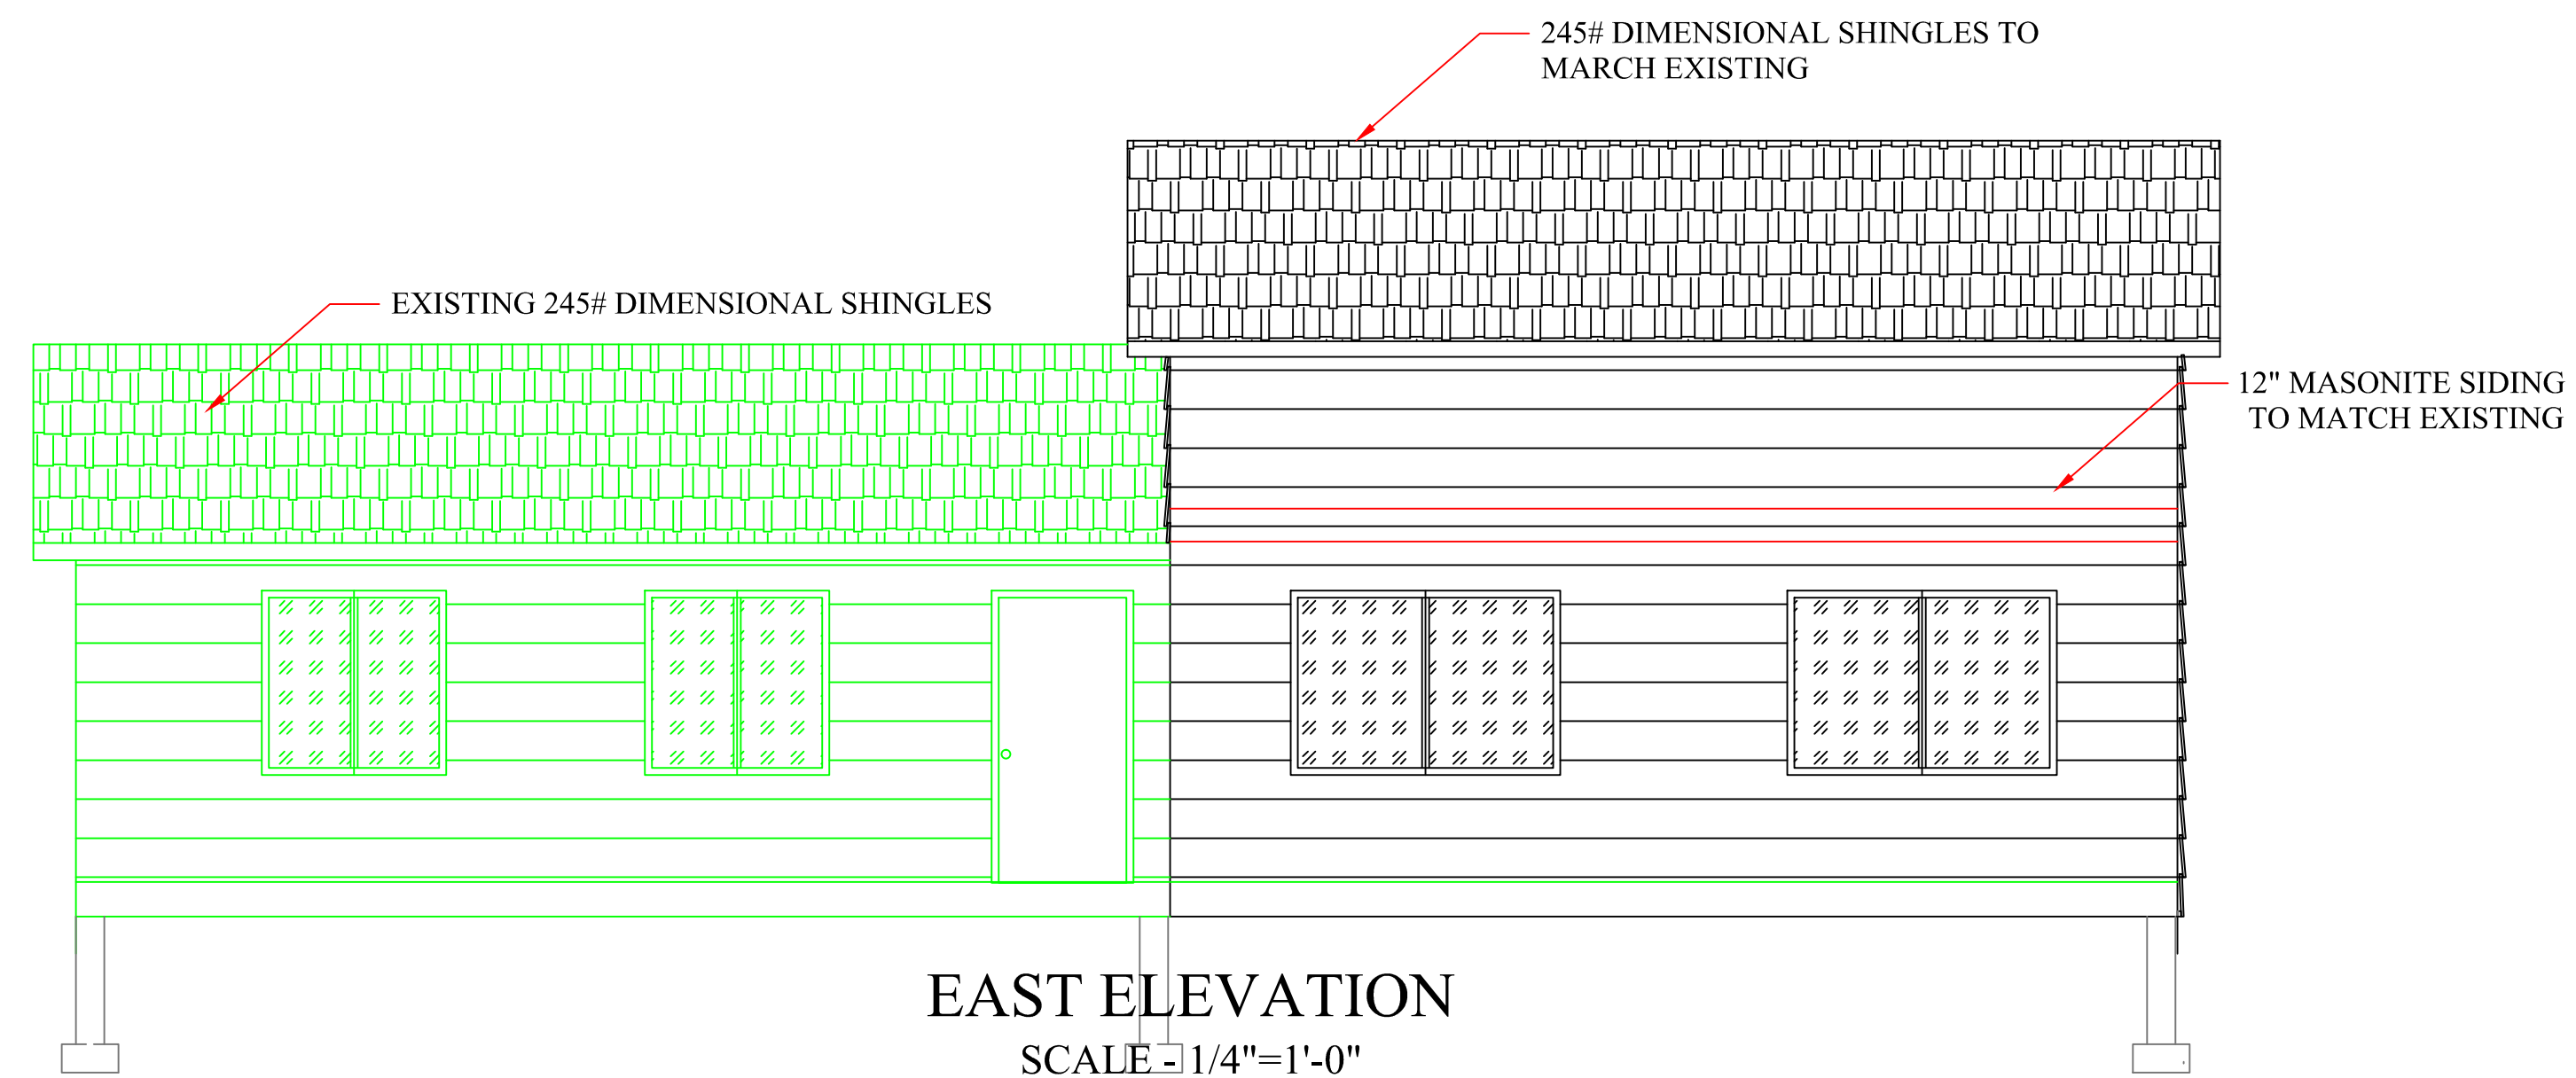 245# DIMENSIONAL SHINGLES TO
MARCH EXISTING
EXISTING 245# DIMENSIONAL SHINGLES
12" MASONITE SIDING
TO MATCH EXISTING
EAST ELEVATION
SCALE - 1/4"=1'-0"